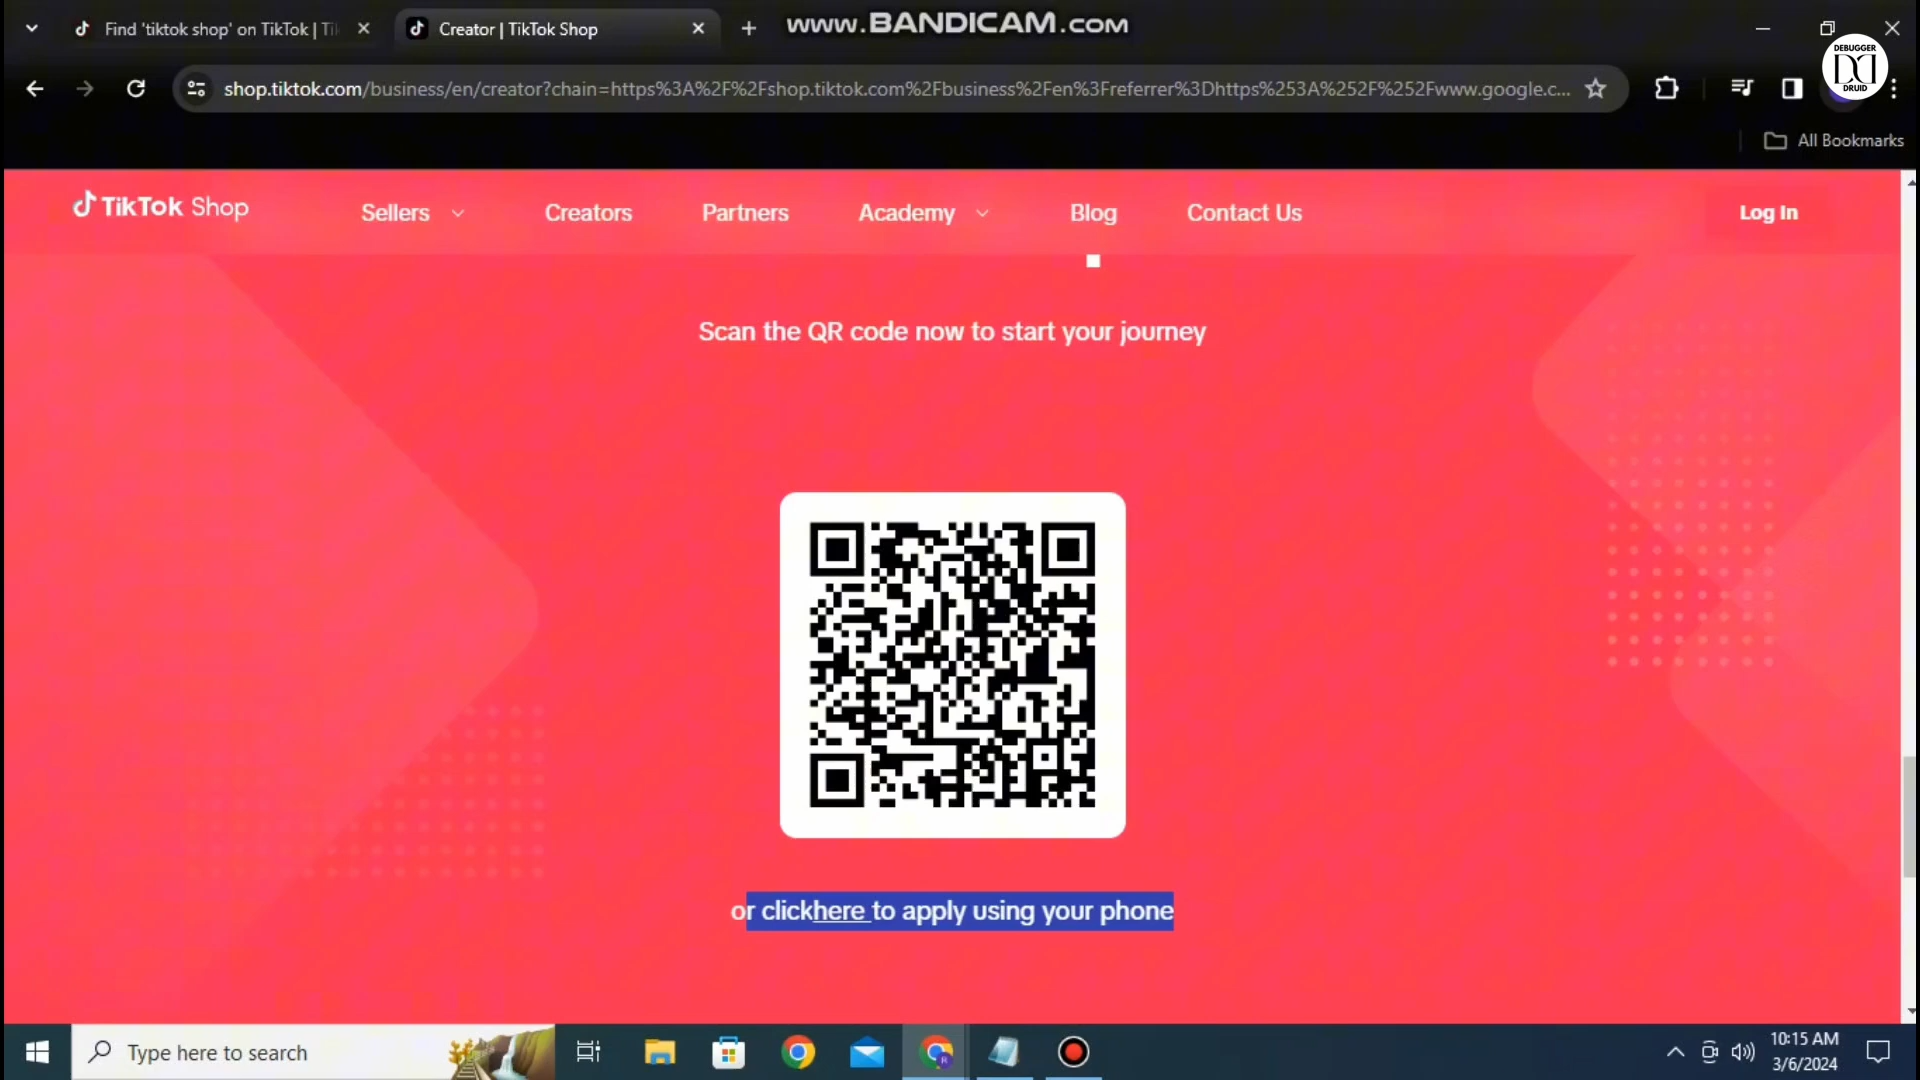 Find 'tiktok shop' on TikTok | Ti
Creator | TikTok Shop
www.BANDICAM.com
DEBUGGER
DD
DRUID
shop.tiktok.com/business/en/creator?chain=https%3A%2F%2Fshop.tiktok.com%2Fbusiness%2Fen%3Freferrer%3Dhttps%253A%252F%252Fwww.google.c...
All Bookmarks
TikTok Shop
Sellers
Creators
Partners
Academy
Blog
Contact Us
Log In
Scan the QR code now to start your journey
or clickhere to apply using your phone
Type here to search
10:15 AM
3/6/2024